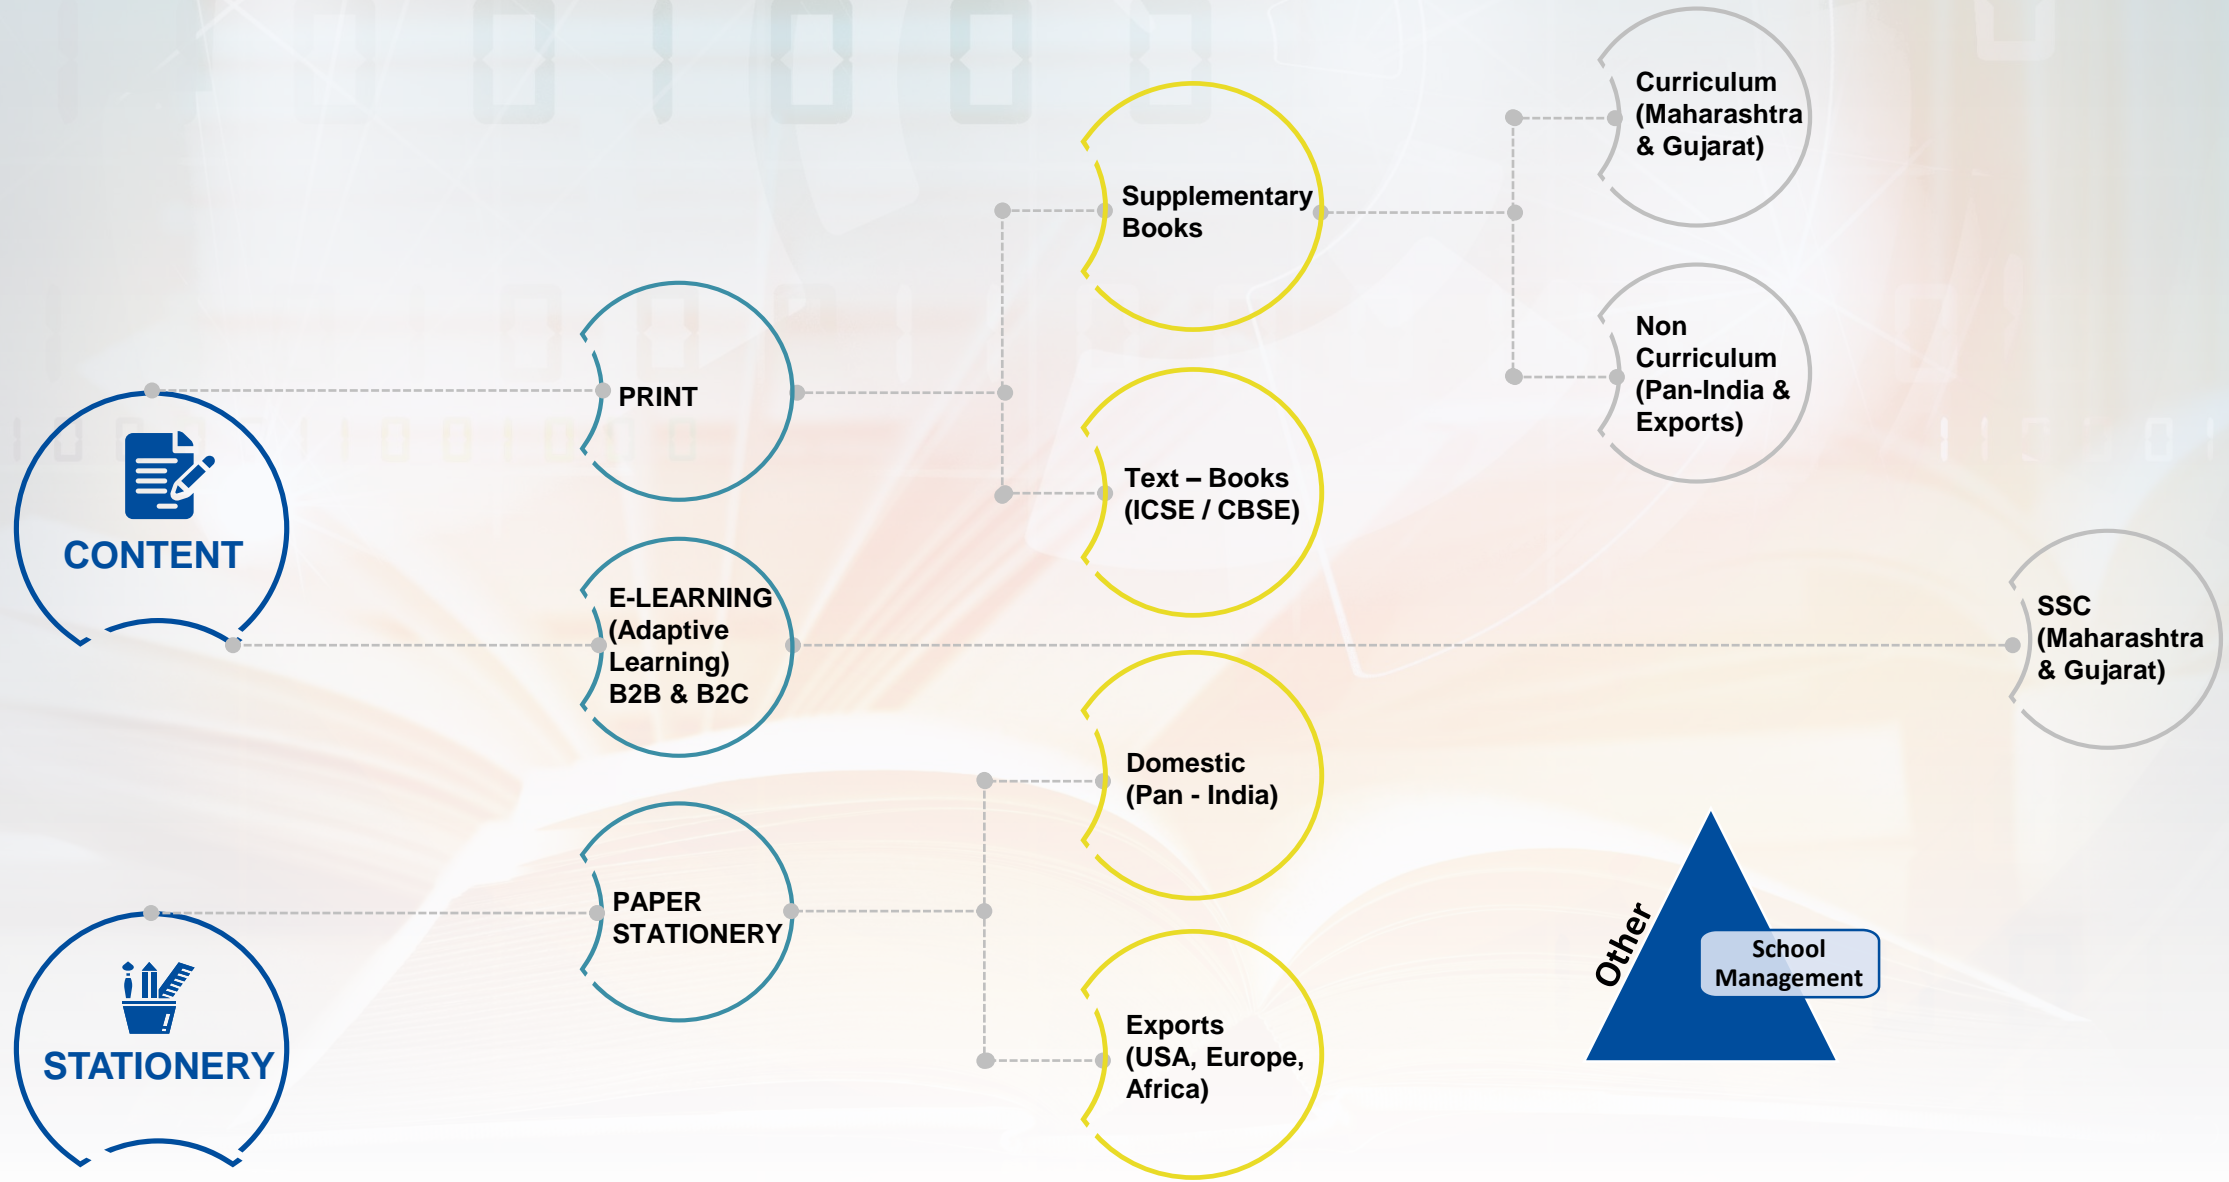 CONTENT
PRINT
E-LEARNING
(Adaptive
Learning)
B2B & B2C
Supplementary
Books
Text – Books
(ICSE / CBSE)
Curriculum
(Maharashtra
& Gujarat)
Non
Curriculum
(Pan-India &
Exports)
SSC
(Maharashtra
& Gujarat)
STATIONERY
PAPER
STATIONERY
Domestic
(Pan - India)
Exports
(USA, Europe,
Africa)
Other
School
Management